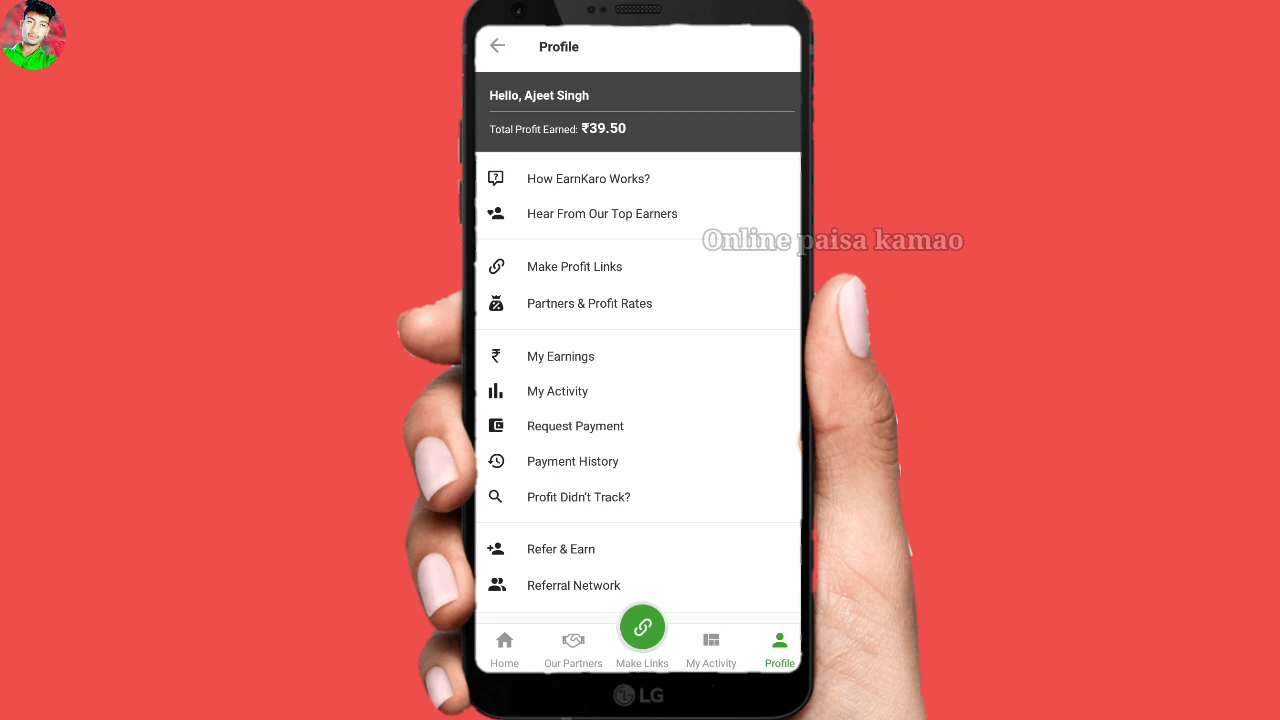 Profile
Hello, Ajeet Singh
Total Profit Earned: ₹39.50
How EarnKaro Works?
Hear From Our Top Earners
Online paisa kamao
Make Profit Links
Partners & Profit Rates
My Earnings
My Activity
Request Payment
Payment History
Profit Didn't Track?
Refer & Earn
Referral Network
Home
Our Partners
Make Links
My Activity
Profile
LG